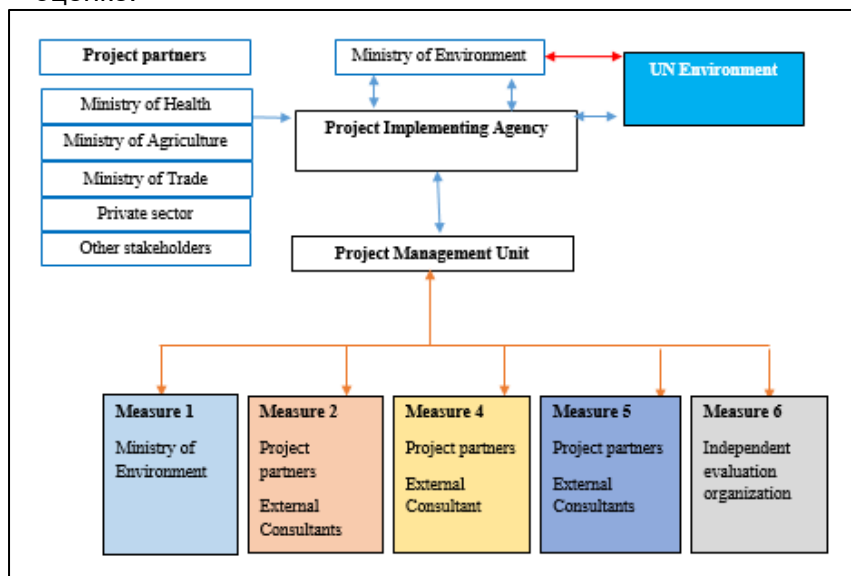 оценке.
Project partners
Ministry of Health
Ministry of Agriculture
Ministry of Trade
Private sector
Other stakeholders
Ministry of Environment
UN Environment
Project Implementing Agency
Project Management Unit
Measure 1
Ministry of
Environment
Measure 2
Project
partners
External
Consultants
Measure 4
Project partners
External
Consultant
Measure 5
Project partners
External
Consultants
Measure 6
Independent
evaluation
organization